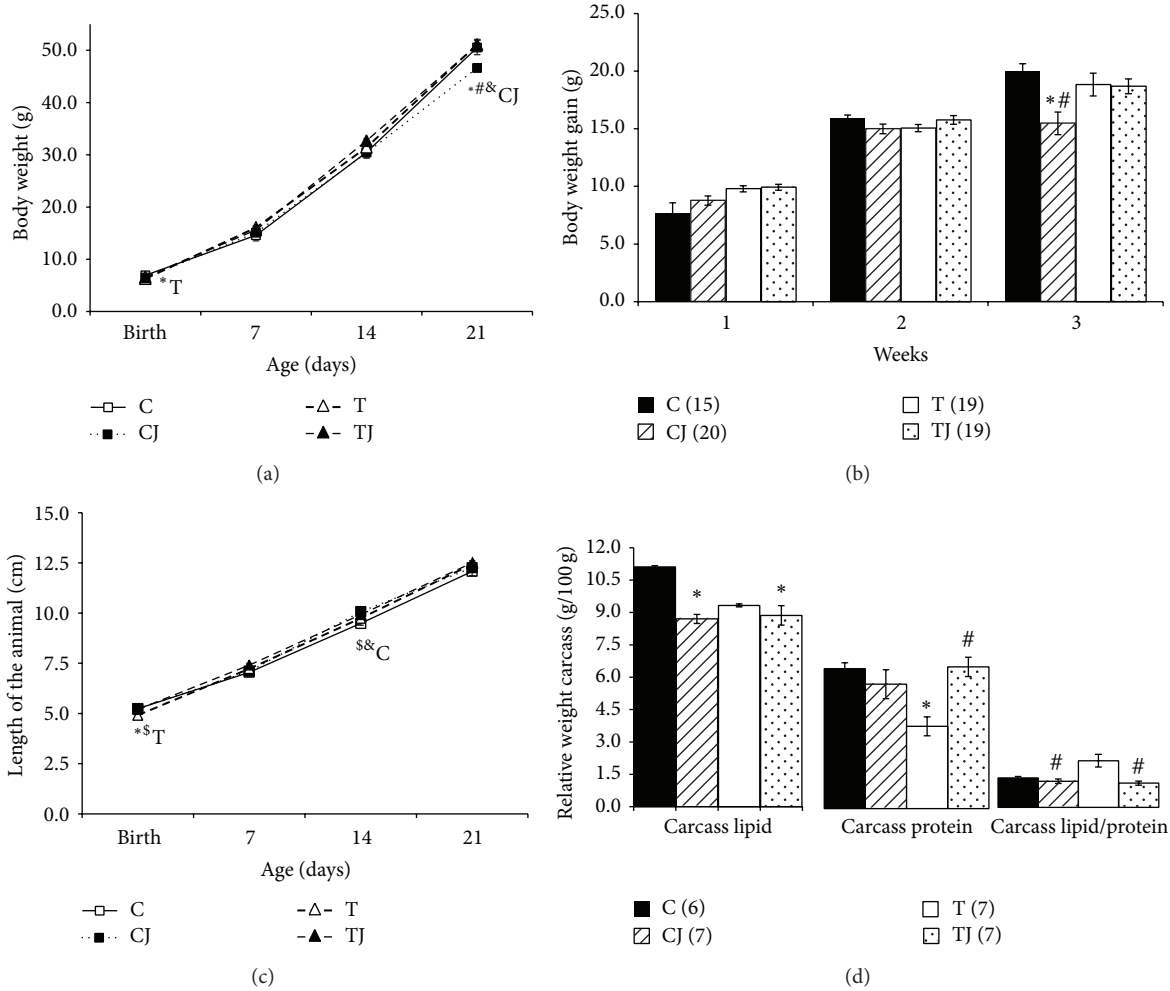 50.0
40.0
30.0
20.0
10.0
0.0
Body weight (g)
*T
*#&CJ
Birth 7 14 21
Age (days)
C T
CJ TJ
(a)
25.0
20.0
15.0
10.0
5.0
0.0
Body weight gain (g)
*#
1 2 3
Weeks
C (15) T (19)
CJ (20) TJ (19)
(b)
15.0
12.5
10.0
7.5
5.0
2.5
0.0
Length of the animal (cm)
*$T
$&C
Birth 7 14 21
Age (days)
C T
CJ TJ
(c)
12.0
10.5
9.0
7.5
6.0
4.5
3.0
1.5
0.0
Relative weight carcass (g/100 g)
* * * # # #
Carcass lipid Carcass protein Carcass lipid/protein
C (6) T (7)
CJ (7) TJ (7)
(d)